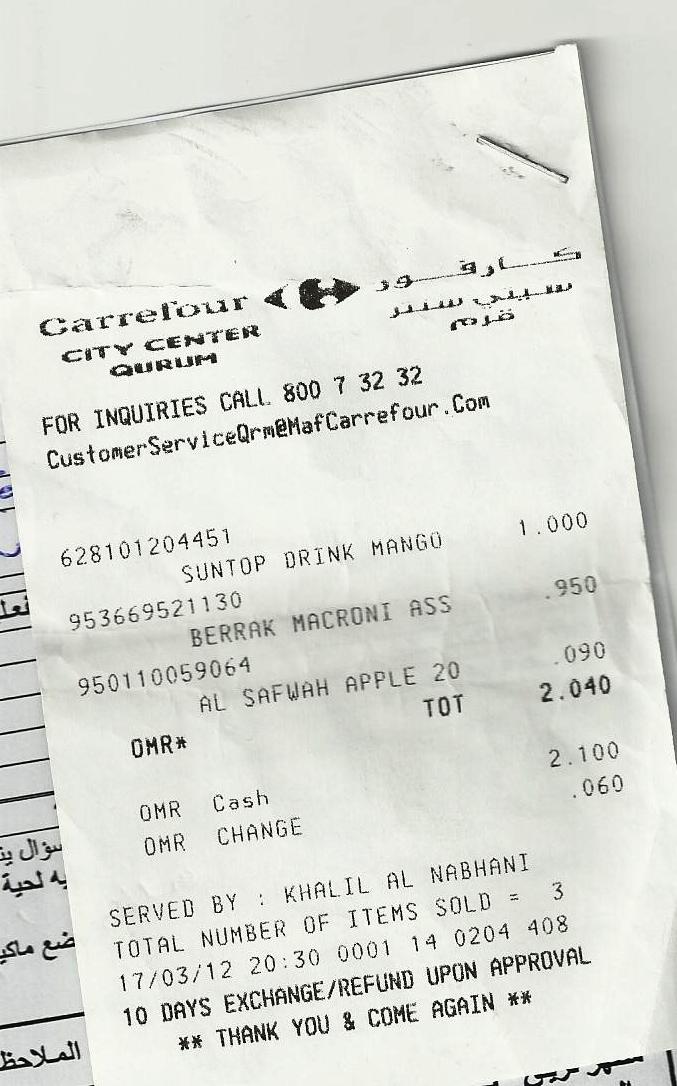 Carrefour كارفور
CITY CENTER سيتي سنتر
QURUM قرم
FOR INQUIRIES CALL 800 7 32 32
CustomerServiceQrm@MafCarrefour.Com
628101204451
SUNTOP DRINK MANGO 1.000
953669521130
BERRAK MACRONI ASS .950
950110059064
AL SAFWAH APPLE 20 .090
OMR* TOT 2.040
OMR Cash 2.100
OMR CHANGE .060
SERVED BY : KHALIL AL NABHANI
TOTAL NUMBER OF ITEMS SOLD = 3
17/03/12 20:30 0001 14 0204 408
10 DAYS EXCHANGE/REFUND UPON APPROVAL
** THANK YOU & COME AGAIN **